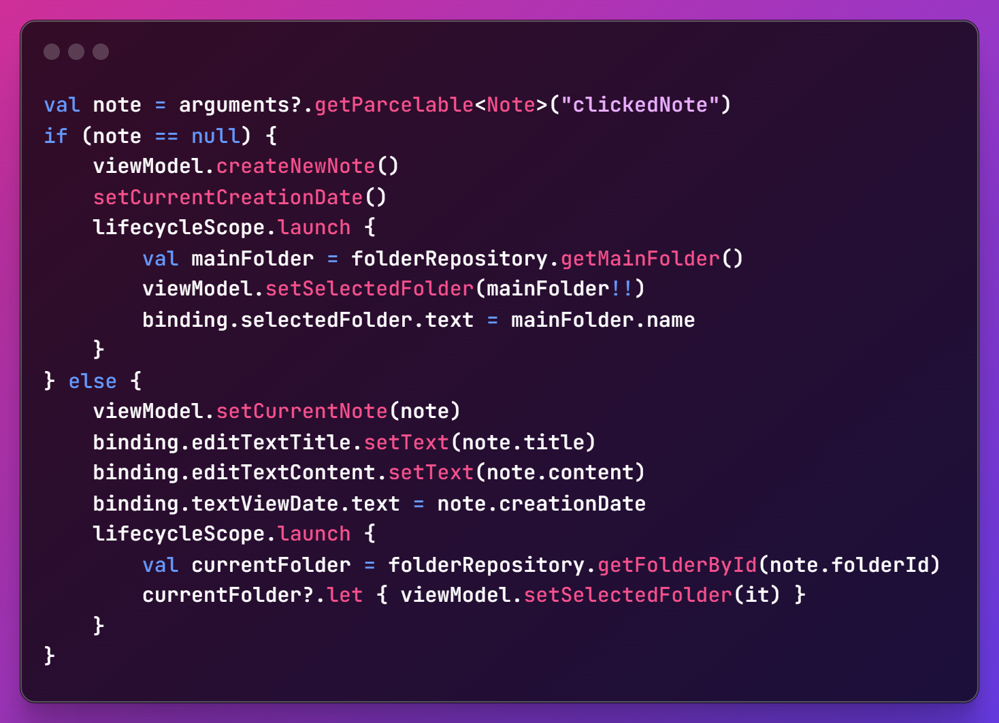 val note = arguments?.getParcelable<Note>("clickedNote")
if (note == null) {
    viewModel.createNewNote()
    setCurrentCreationDate()
    lifecycleScope.launch {
        val mainFolder = folderRepository.getMainFolder()
        viewModel.setSelectedFolder(mainFolder!!)
        binding.selectedFolder.text = mainFolder.name
    }
} else {
    viewModel.setCurrentNote(note)
    binding.editTextTitle.setText(note.title)
    binding.editTextContent.setText(note.content)
    binding.textViewDate.text = note.creationDate
    lifecycleScope.launch {
        val currentFolder = folderRepository.getFolderById(note.folderId)
        currentFolder?.let { viewModel.setSelectedFolder(it) }
    }
}